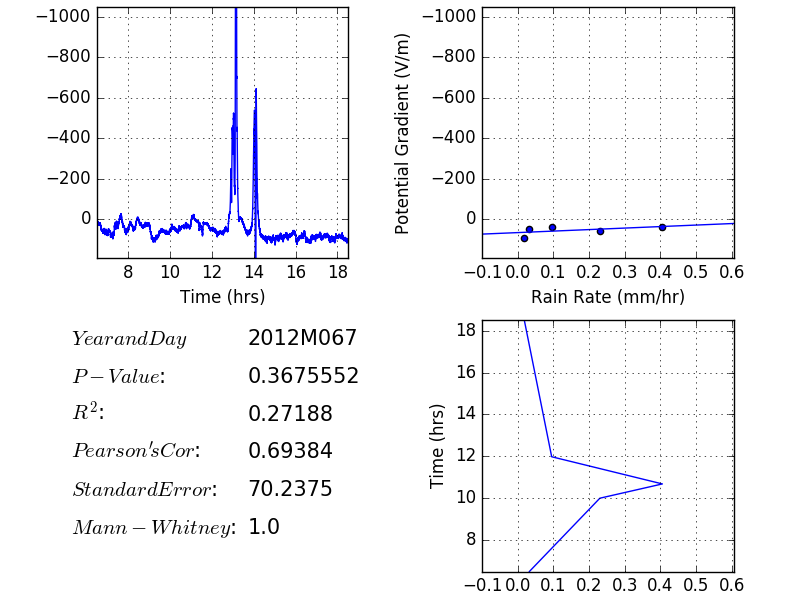 −1000
−800
−600
−400
−200
0
8 10 12 14 16 18
Time (hrs)
Potential Gradient (V/m)
−1000
−800
−600
−400
−200
0
−0.1 0.0 0.1 0.2 0.3 0.4 0.5 0.6
Rain Rate (mm/hr)
YearandDay 2012M067
P − Value: 0.3675552
R²: 0.27188
Pearson'sCor: 0.69384
StandardError: 70.2375
Mann − Whitney: 1.0
Time (hrs)
18
16
14
12
10
8
−0.1 0.0 0.1 0.2 0.3 0.4 0.5 0.6